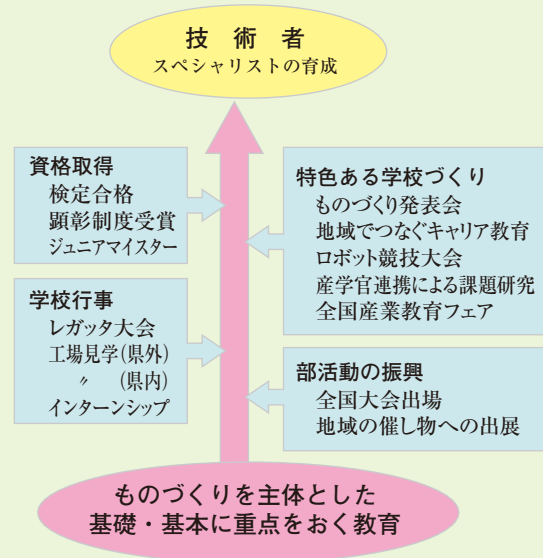 技術者
スペシャリストの育成
資格取得
検定合格
顕彰制度受賞
ジュニアマイスター
学校行事
レガッタ大会
工場見学(県外)
〃 (県内)
インターンシップ
特色ある学校づくり
ものづくり発表会
地域でつなぐキャリア教育
ロボット競技大会
産学官連携による課題研究
全国産業教育フェア
部活動の振興
全国大会出場
地域の催し物への出展
ものづくりを主体とした
基礎・基本に重点をおく教育